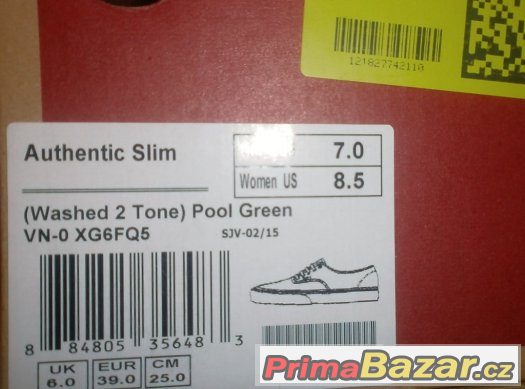 121827742110
Authentic Slim
7.0
Women US 8.5
(Washed 2 Tone) Pool Green
VN-0 XG6FQ5 SJV-02/15
8 84805 35648 3
UK EUR CM
6.0 39.0 25.0
PrimaBazar.cz